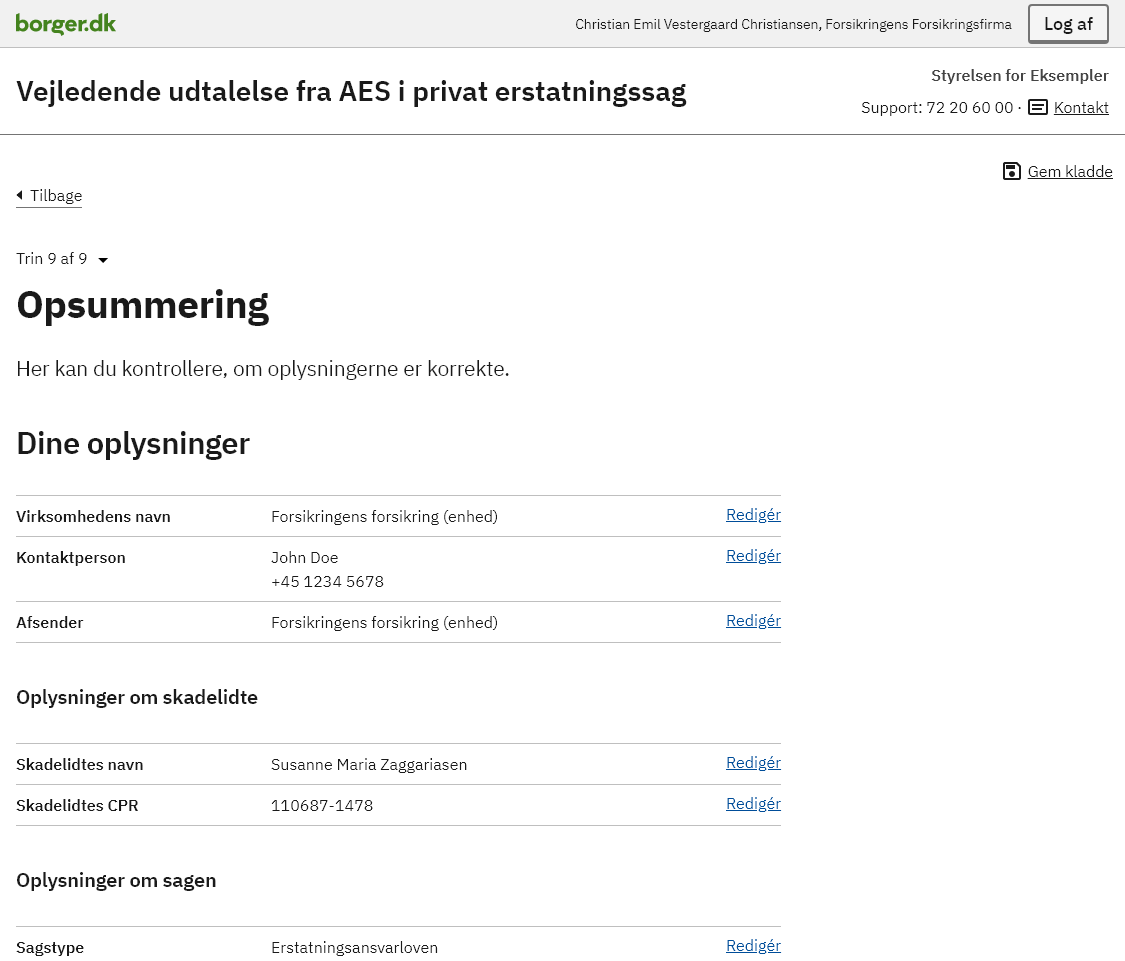 borger.dk
Christian Emil Vestergaard Christiansen, Forsikringens Forsikringsfirma
Log af
Vejledende udtalelse fra AES i privat erstatningssag
Styrelsen for Eksempler
Support: 72 20 60 00 · Kontakt
Gem kladde
Tilbage
Trin 9 af 9
Opsummering
Her kan du kontrollere, om oplysningerne er korrekte.
Dine oplysninger
Virksomhedens navn Forsikringens forsikring (enhed) Redigér
Kontaktperson John Doe Redigér
+45 1234 5678
Afsender Forsikringens forsikring (enhed) Redigér
Oplysninger om skadelidte
Skadelidtes navn Susanne Maria Zaggariasen Redigér
Skadelidtes CPR 110687-1478 Redigér
Oplysninger om sagen
Sagstype Erstatningsansvarloven Redigér